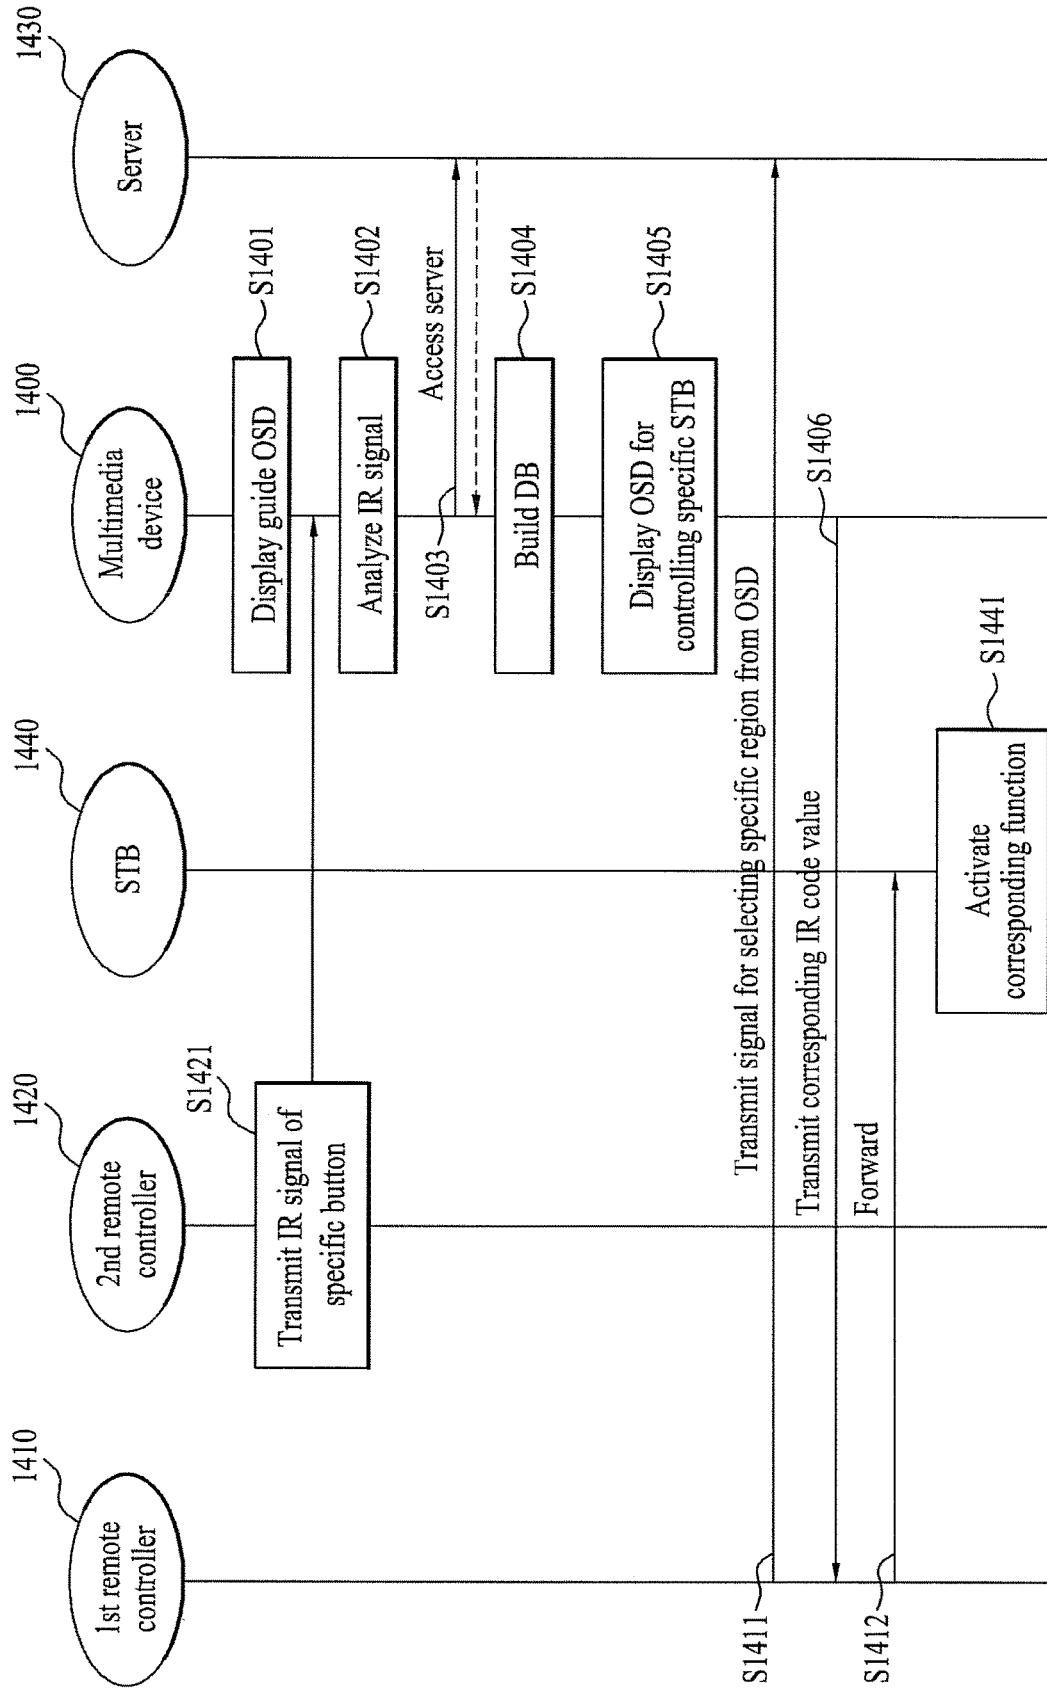 1410
1st remote
controller
1420
2nd remote
controller
1440
STB
1400
Multimedia
device
1430
Server
Display guide OSD
S1401
S1421
Transmit IR signal of
specific button
Analyze IR signal
S1402
S1403
Access server
Build DB
S1404
Display OSD for
controlling specific STB
S1405
S1411
Transmit signal for selecting specific region from OSD
Transmit corresponding IR code value
S1406
S1412
Forward
Activate
corresponding function
S1441